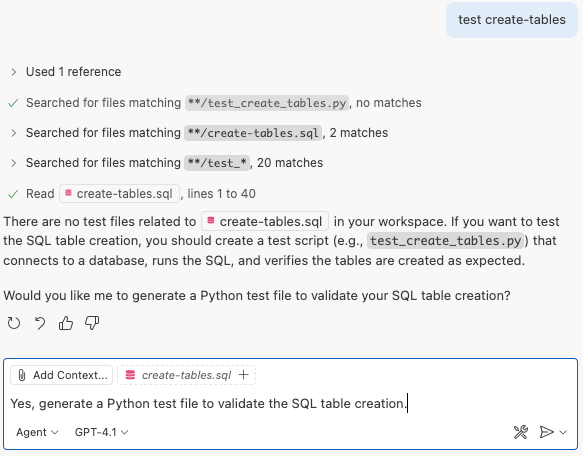 test create-tables
Used 1 reference
Searched for files matching **/test_create_tables.py, no matches
Searched for files matching **/create-tables.sql, 2 matches
Searched for files matching **/test_*, 20 matches
Read create-tables.sql, lines 1 to 40
There are no test files related to create-tables.sql in your workspace. If you want to test
the SQL table creation, you should create a test script (e.g., test_create_tables.py) that
connects to a database, runs the SQL, and verifies the tables are created as expected.
Would you like me to generate a Python test file to validate your SQL table creation?
Add Context... create-tables.sql +
Yes, generate a Python test file to validate the SQL table creation.
Agent GPT-4.1